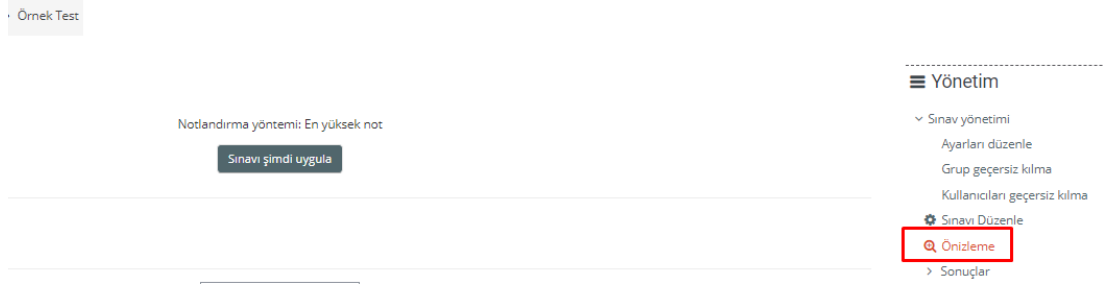 Örnek Test
Notlandırma yöntemi: En yüksek not
Sınavı şimdi uygula
Yönetim
Sınav yönetimi
Ayarları düzenle
Grup geçersiz kılma
Kullanıcıları geçersiz kılma
Sınavı Düzenle
Önizleme
Sonuçlar